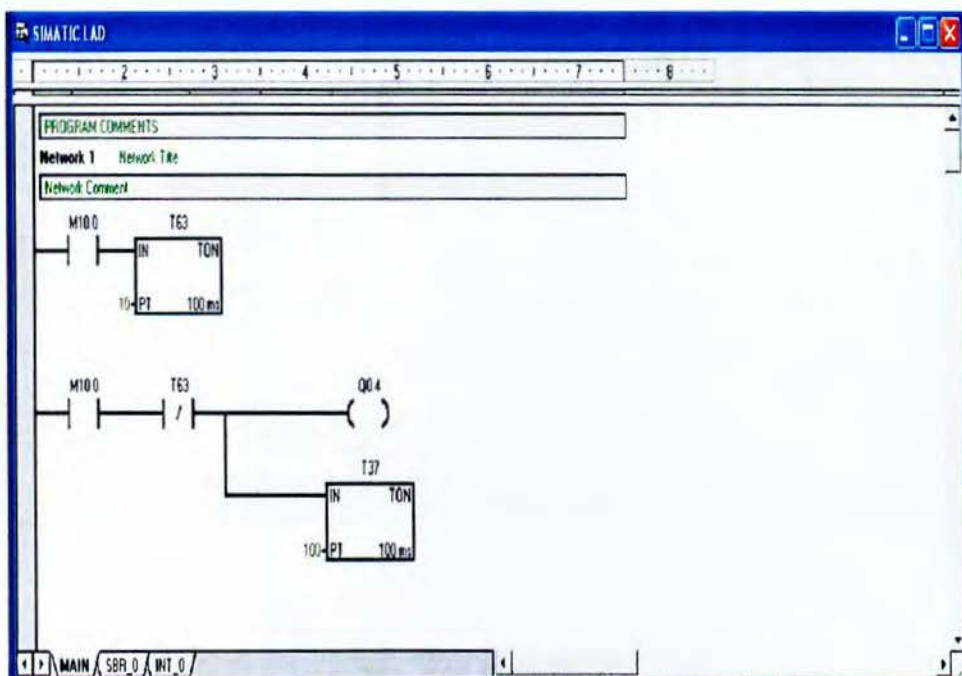 SIMATIC LAD
2 3 4 5 6 7 8
PROGRAM COMMENTS
Network 1 Network Title
Network Comment
M10.0 T63
IN TON
10 PT 100 ms
M10.0 T63 Q0.4
/
T37
IN TON
100 PT 100 ms
MAIN SBR_0 INT_0